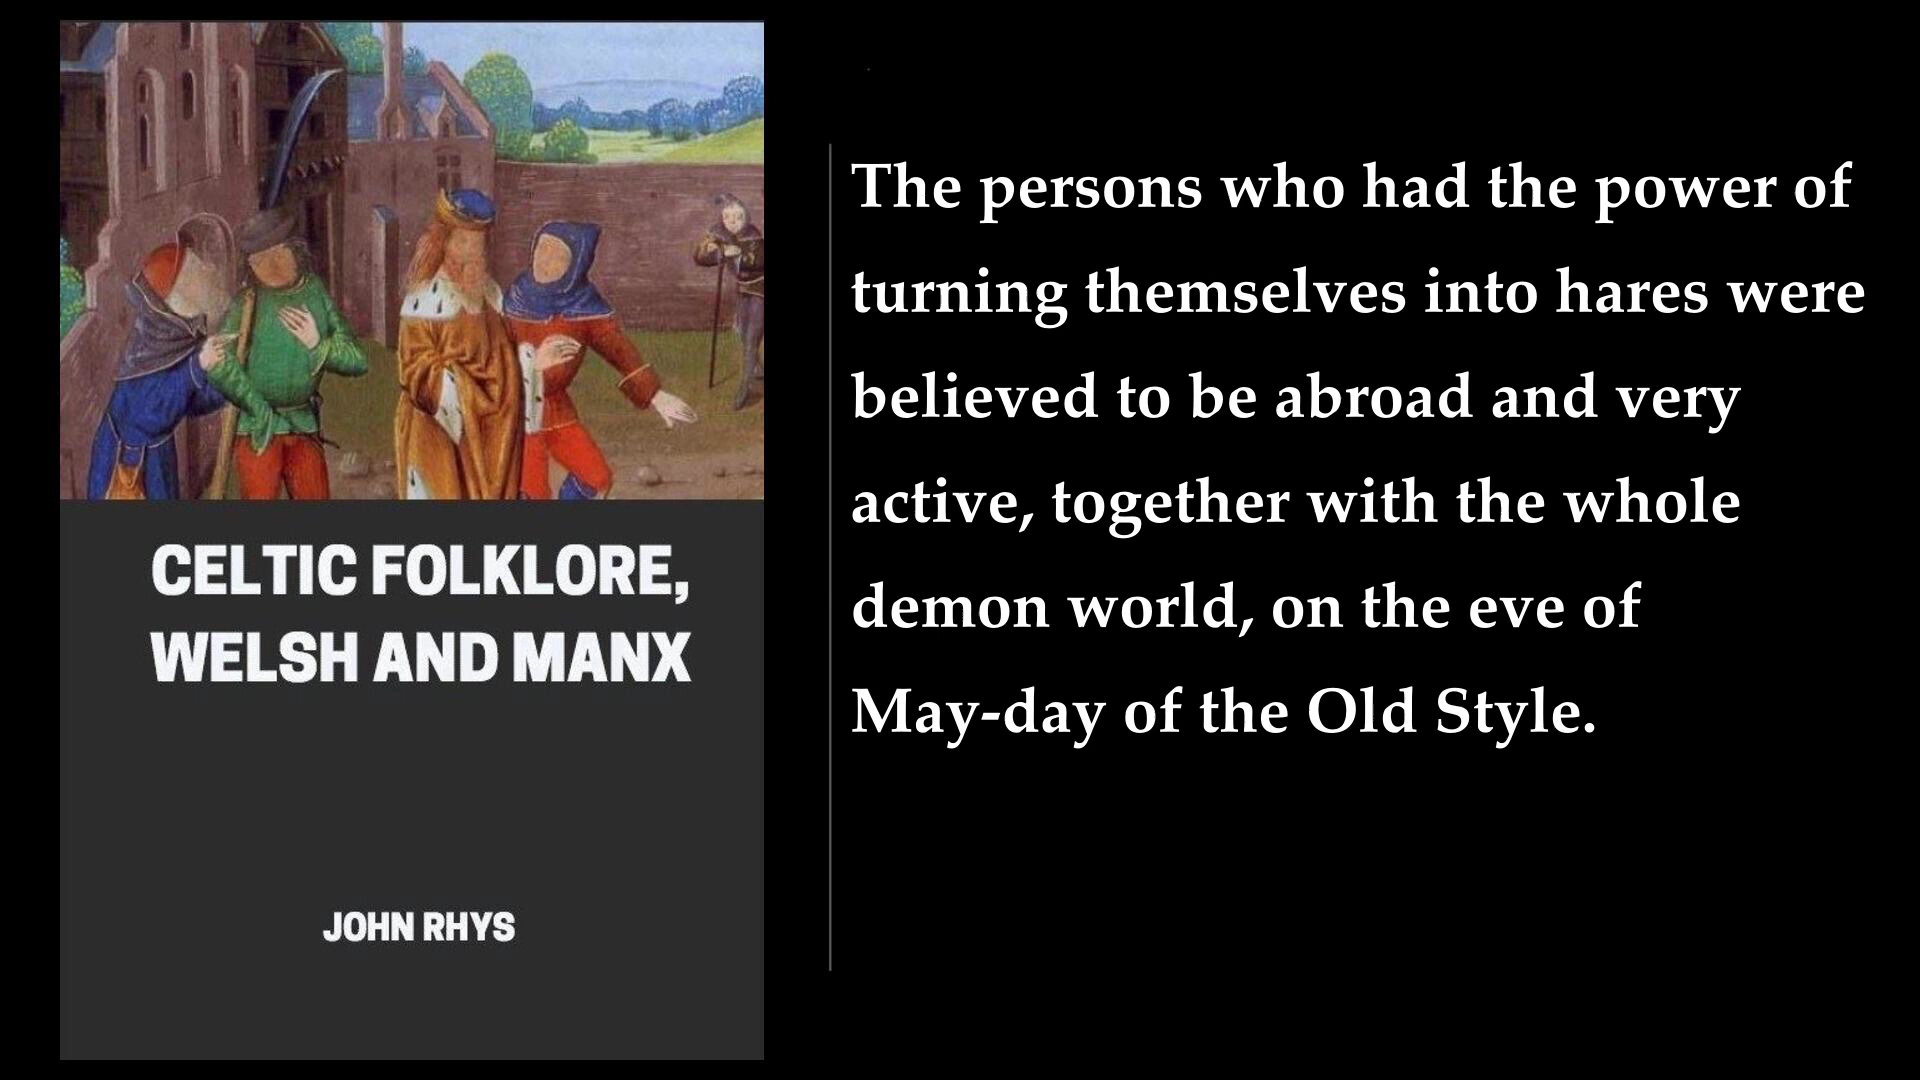 CELTIC FOLKLORE,
WELSH AND MANX
JOHN RHYS
The persons who had the power of
turning themselves into hares were
believed to be abroad and very
active, together with the whole
demon world, on the eve of
May-day of the Old Style.